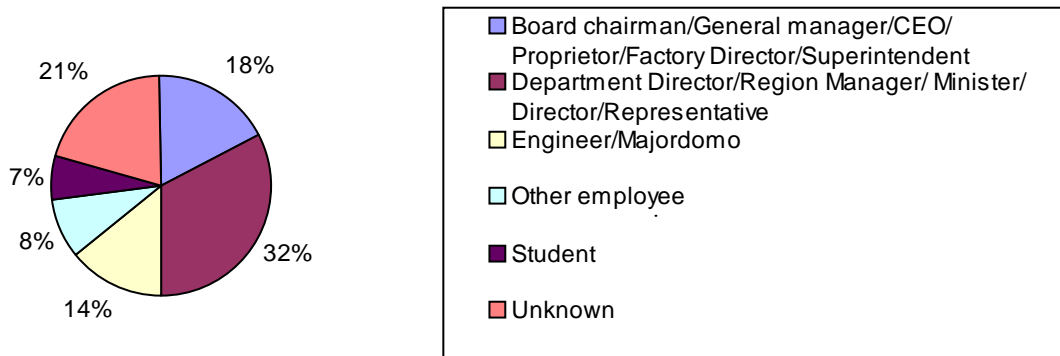 21%
18%
7%
8%
14%
32%
Board chairman/General manager/CEO/
Proprietor/Factory Director/Superintendent
Department Director/Region Manager/ Minister/
Director/Representative
Engineer/Majordomo
Other employee
Student
Unknown